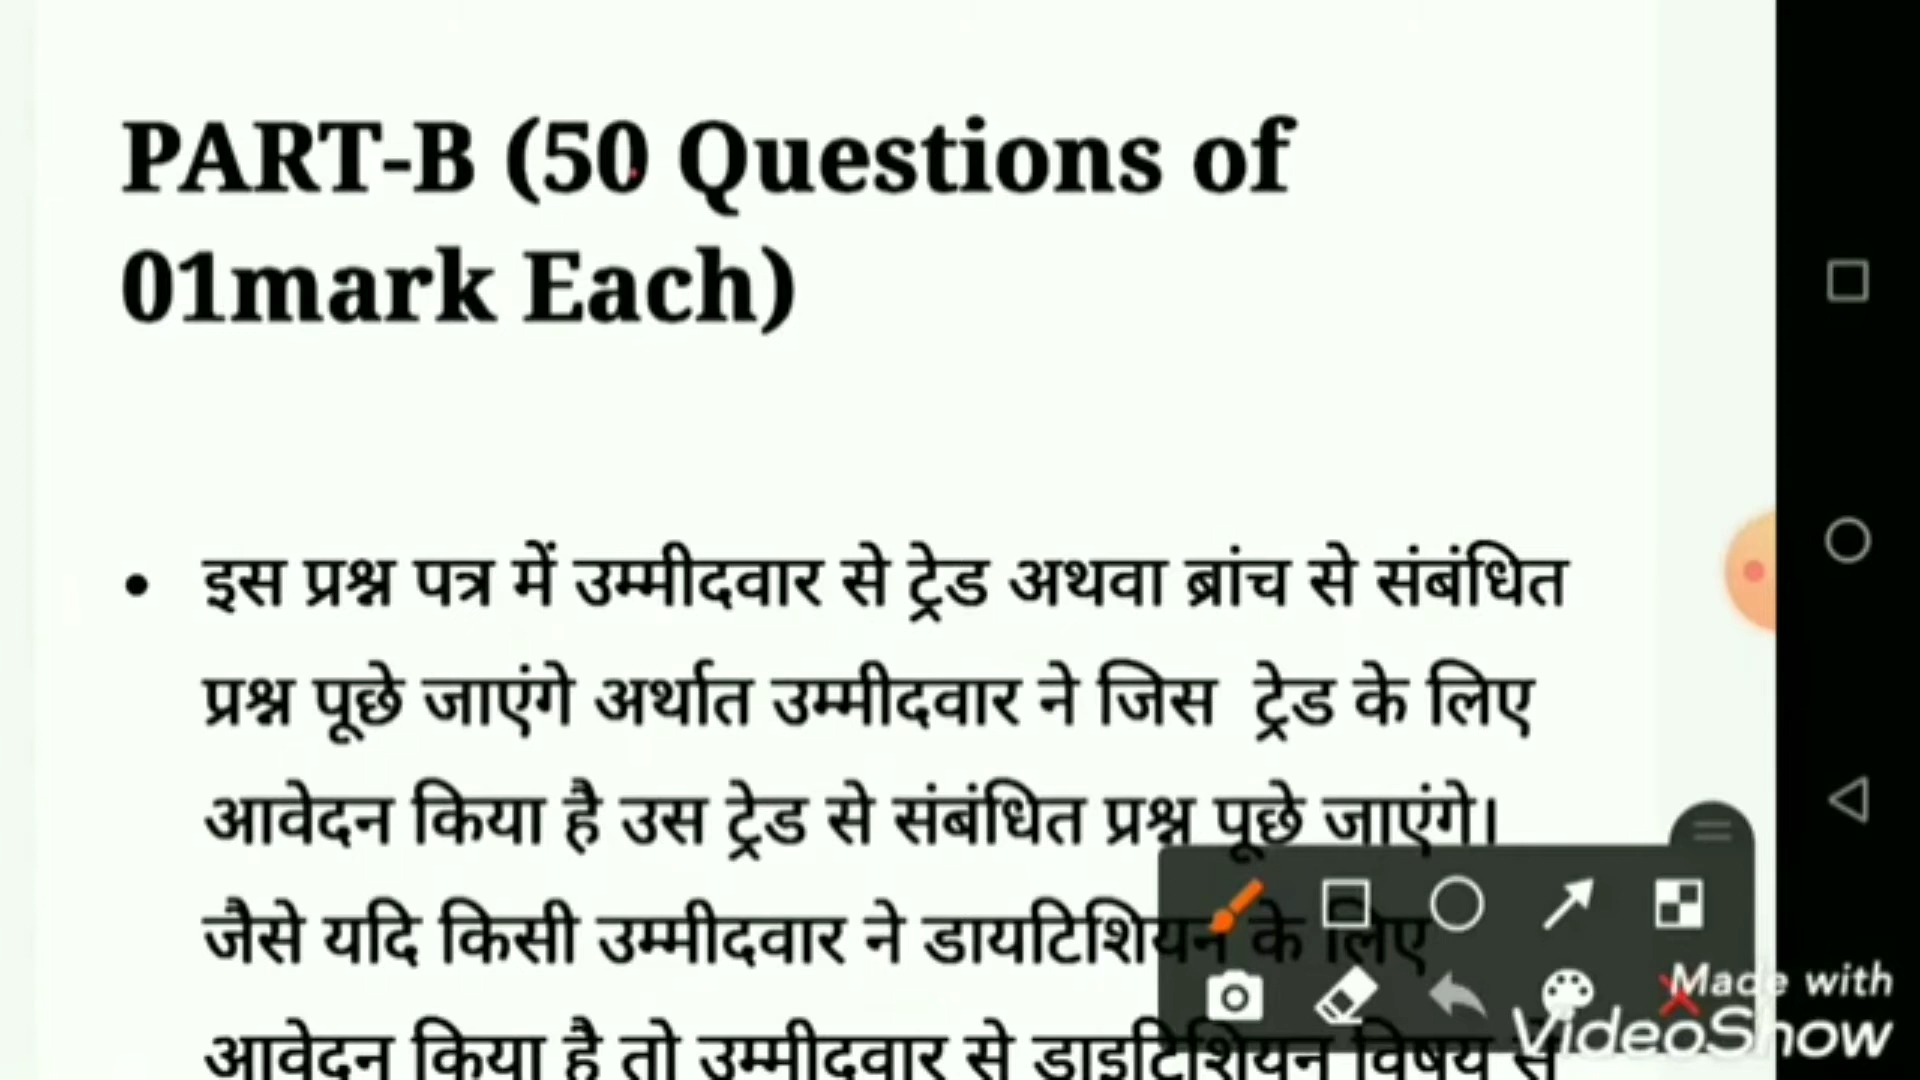 PART-B (50 Questions of
01mark Each)
• इस प्रश्न पत्र में उम्मीदवार से ट्रेड अथवा ब्रांच से संबंधित
प्रश्न पूछे जाएंगे अर्थात उम्मीदवार ने जिस ट्रेड के लिए
आवेदन किया है उस ट्रेड से संबंधित प्रश्न पूछे जाएंगे।
जैसे यदि किसी उम्मीदवार ने डायटिशियन के लिए
आवेदन किया है तो उम्मीदवार से डाइटिशियन विषय से
Made with
VideoShow